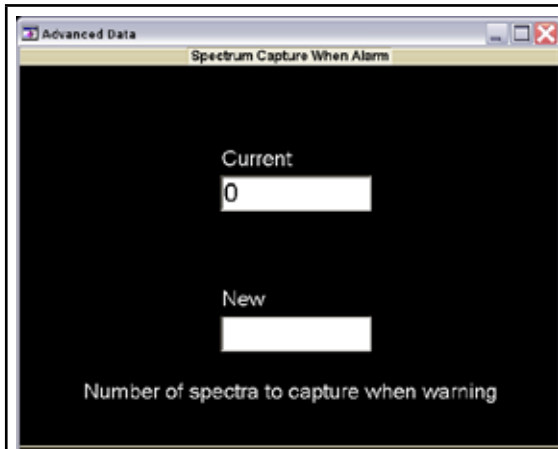 Advanced Data
Spectrum Capture When Alarm
Current
0
New
Number of spectra to capture when warning